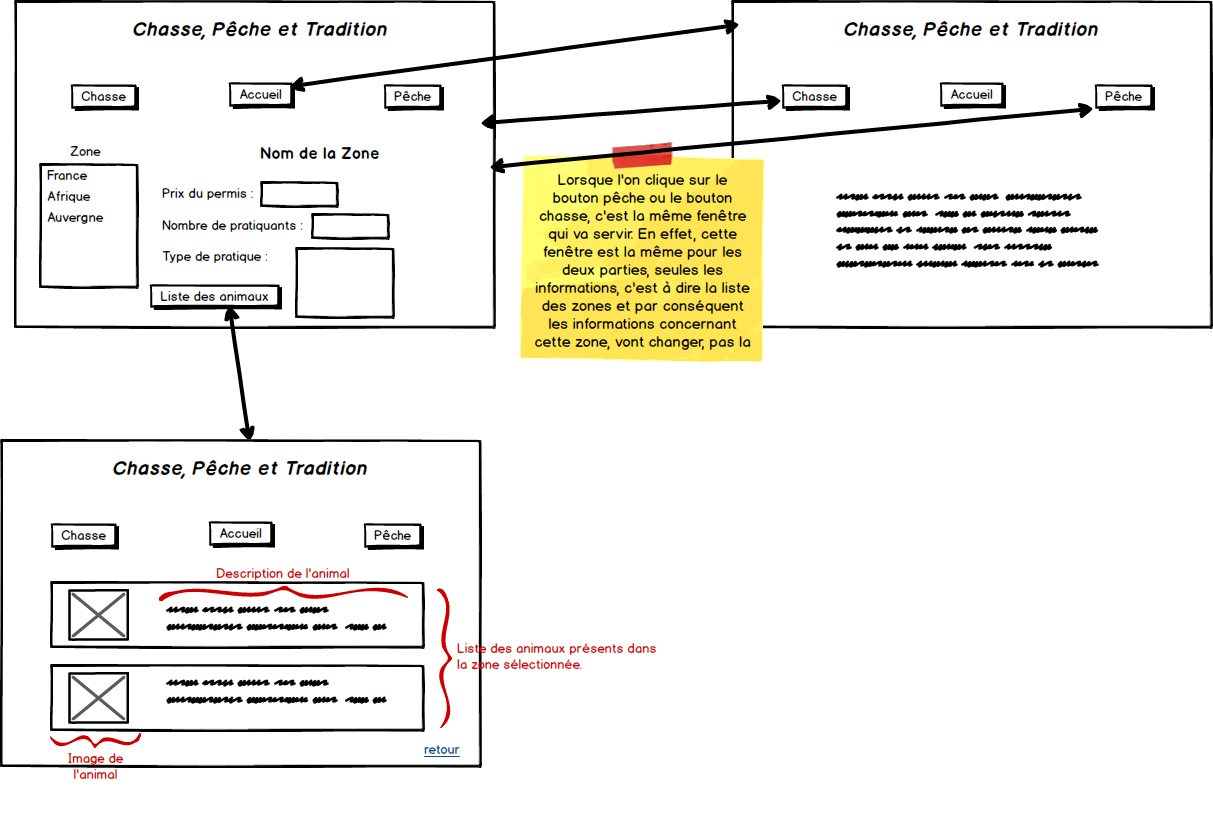 Chasse, Pêche et Tradition
Chasse
Accueil
Pêche
Zone
France
Afrique
Auvergne
Nom de la Zone
Prix du permis :
Nombre de pratiquants :
Type de pratique :
Liste des animaux
Lorsque l'on clique sur le
bouton pêche ou le bouton
chasse, c'est la même fenêtre
qui va servir. En effet, cette
fenêtre est la même pour les
deux parties, seules les
informations, c'est à dire la liste
des zones et par conséquent
les informations concernant
cette zone, vont changer, pas la
Chasse, Pêche et Tradition
Chasse
Accueil
Pêche
Chasse, Pêche et Tradition
Chasse
Accueil
Pêche
Description de l'animal
Liste des animaux présents dans
la zone sélectionnée.
retour
Image de
l'animal